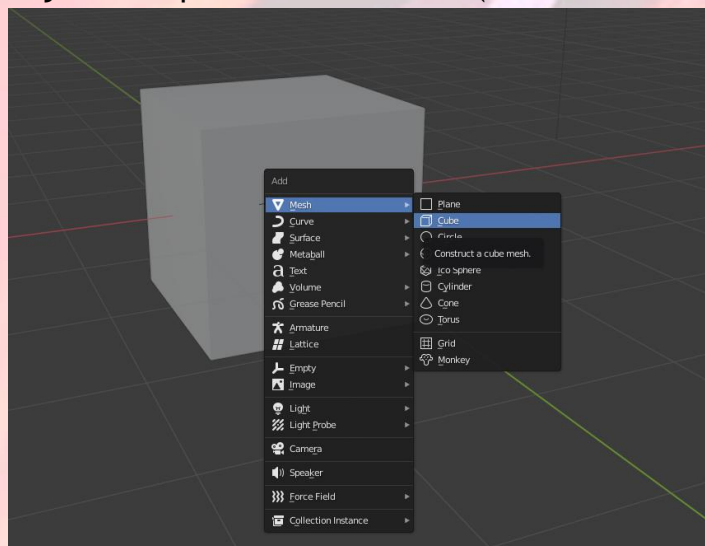 Add
Mesh
Curve
Surface
Metaball
Text
Volume
Grease Pencil
Armature
Lattice
Empty
Image
Light
Light Probe
Camera
Speaker
Force Field
Collection Instance
Plane
Cube
Circle
Construct a cube mesh.
Ico Sphere
Cylinder
Cone
Torus
Grid
Monkey